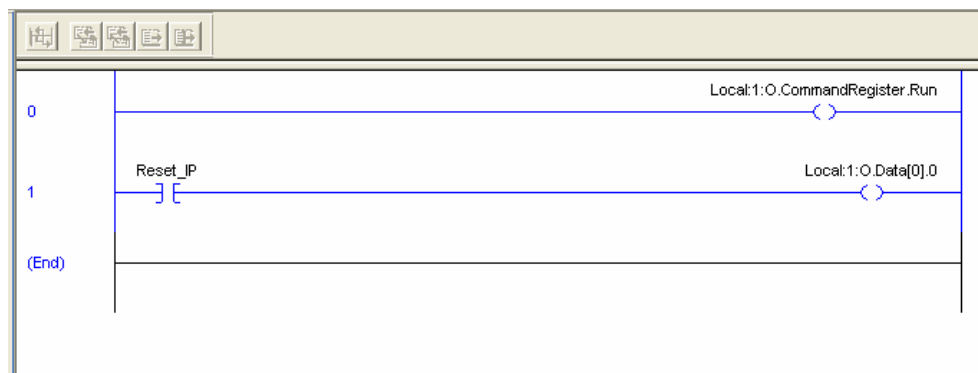 Local:1:O.CommandRegister.Run
0
Reset_IP
Local:1:O.Data[0].0
1
(End)